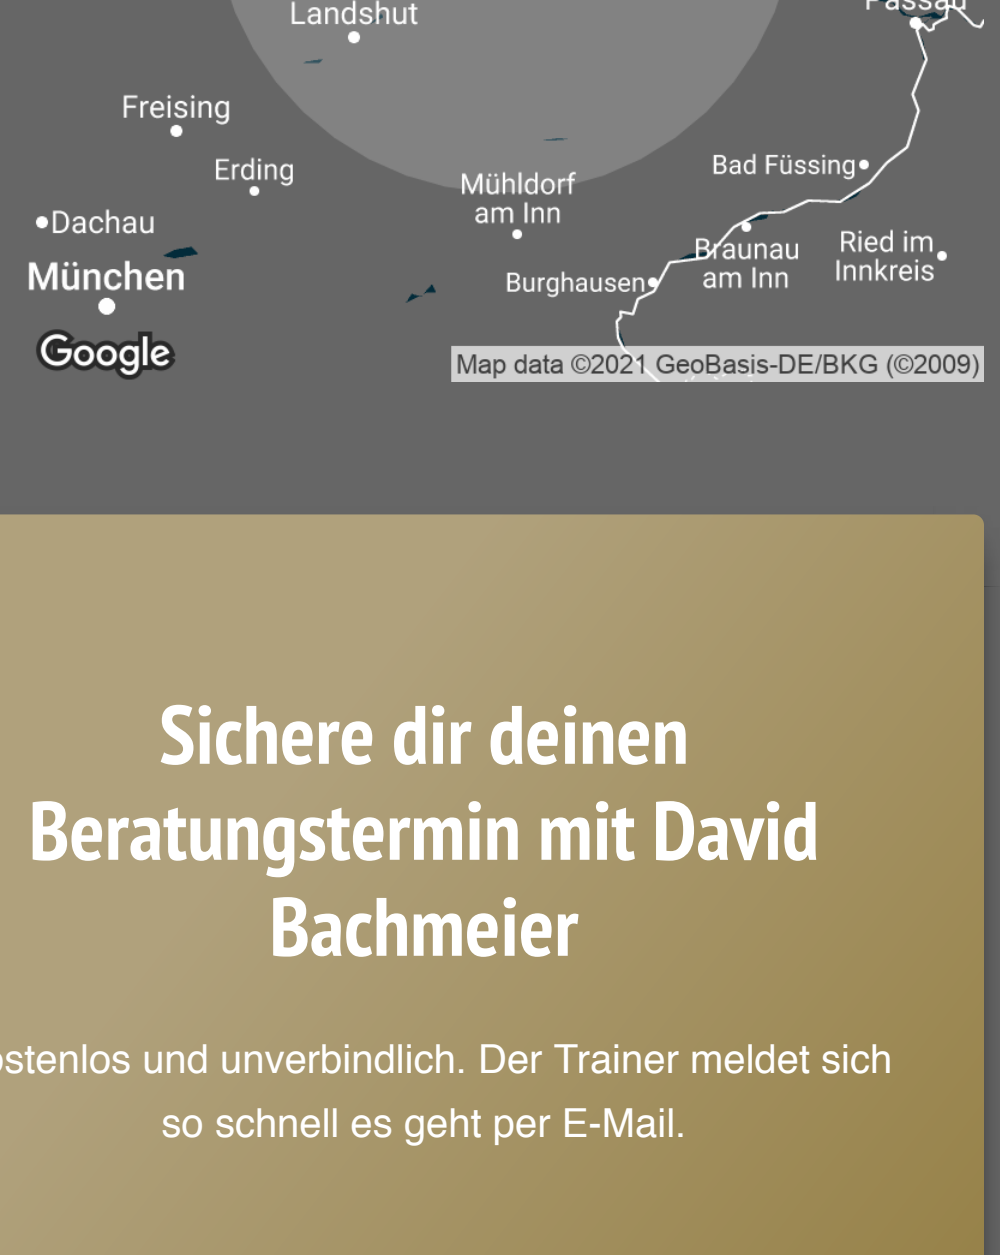 Landshut
Passau
Freising
Erding
Bad Füssing
Mühldorf
am Inn
Dachau
Braunau
am Inn
Ried im
Innkreis
München
Burghausen
Google
Map data ©2021 GeoBasis-DE/BKG (©2009)
Sichere dir deinen
Beratungstermin mit David
Bachmeier
ostenlos und unverbindlich. Der Trainer meldet sich
so schnell es geht per E-Mail.